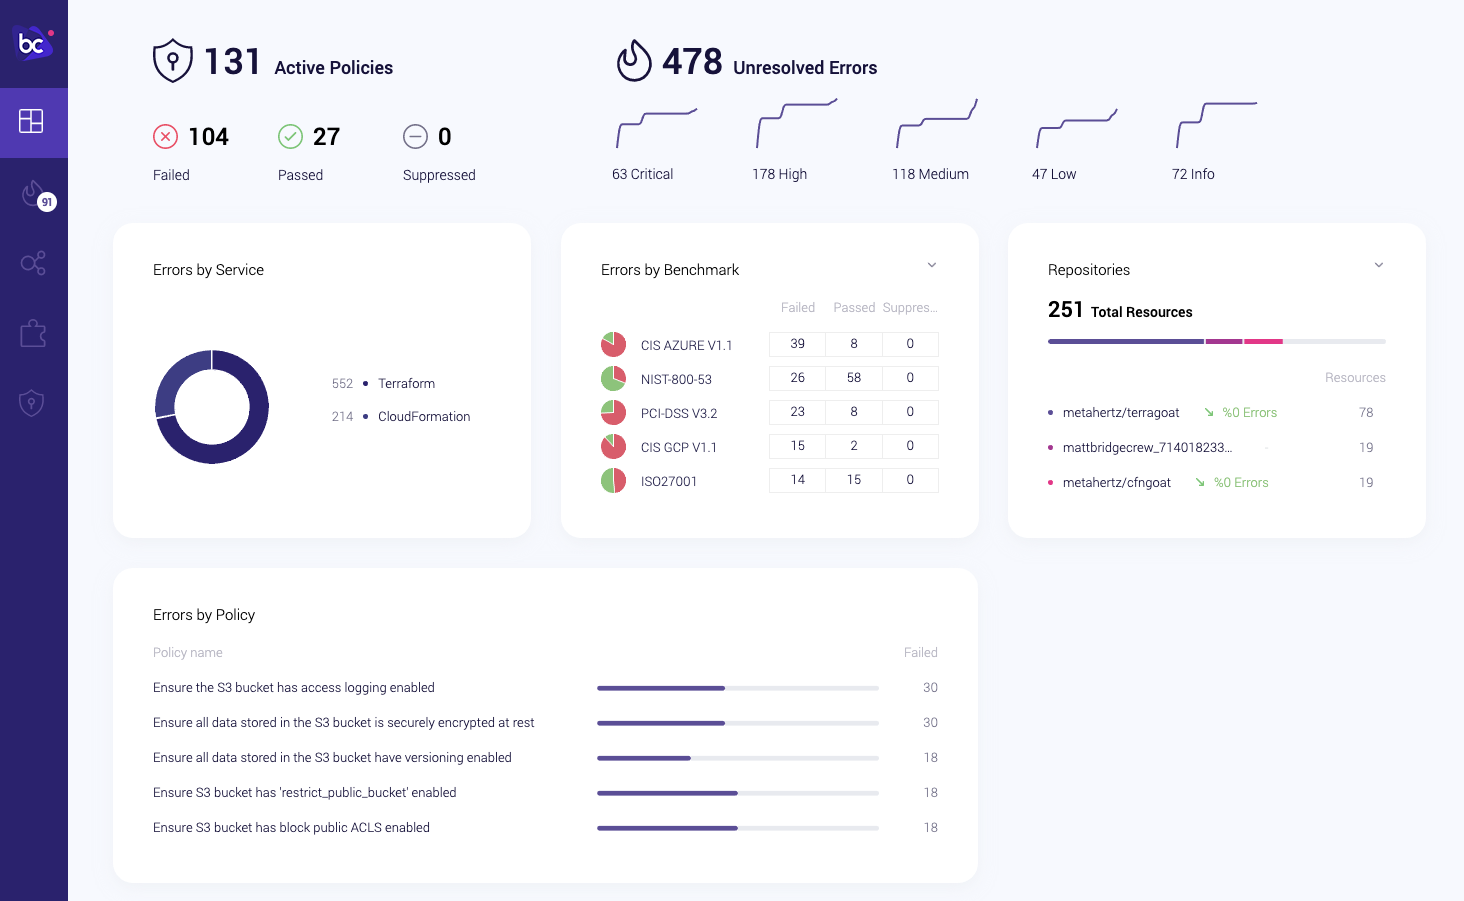 bc
131 Active Policies
478 Unresolved Errors
104
27
0
Failed
Passed
Suppressed
63 Critical
178 High
118 Medium
47 Low
72 Info
91
Errors by Service
552 • Terraform
214 • CloudFormation
Errors by Benchmark
Failed Passed Suppres...
CIS AZURE V1.1 39 8 0
NIST-800-53 26 58 0
PCI-DSS V3.2 23 8 0
CIS GCP V1.1 15 2 0
ISO27001 14 15 0
Repositories
251 Total Resources
Resources
metahertz/terragoat %0 Errors 78
mattbridgecrew_714018233... - 19
metahertz/cfngoat %0 Errors 19
Errors by Policy
Policy name Failed
Ensure the S3 bucket has access logging enabled 30
Ensure all data stored in the S3 bucket is securely encrypted at rest 30
Ensure all data stored in the S3 bucket have versioning enabled 18
Ensure S3 bucket has 'restrict_public_bucket' enabled 18
Ensure S3 bucket has block public ACLS enabled 18